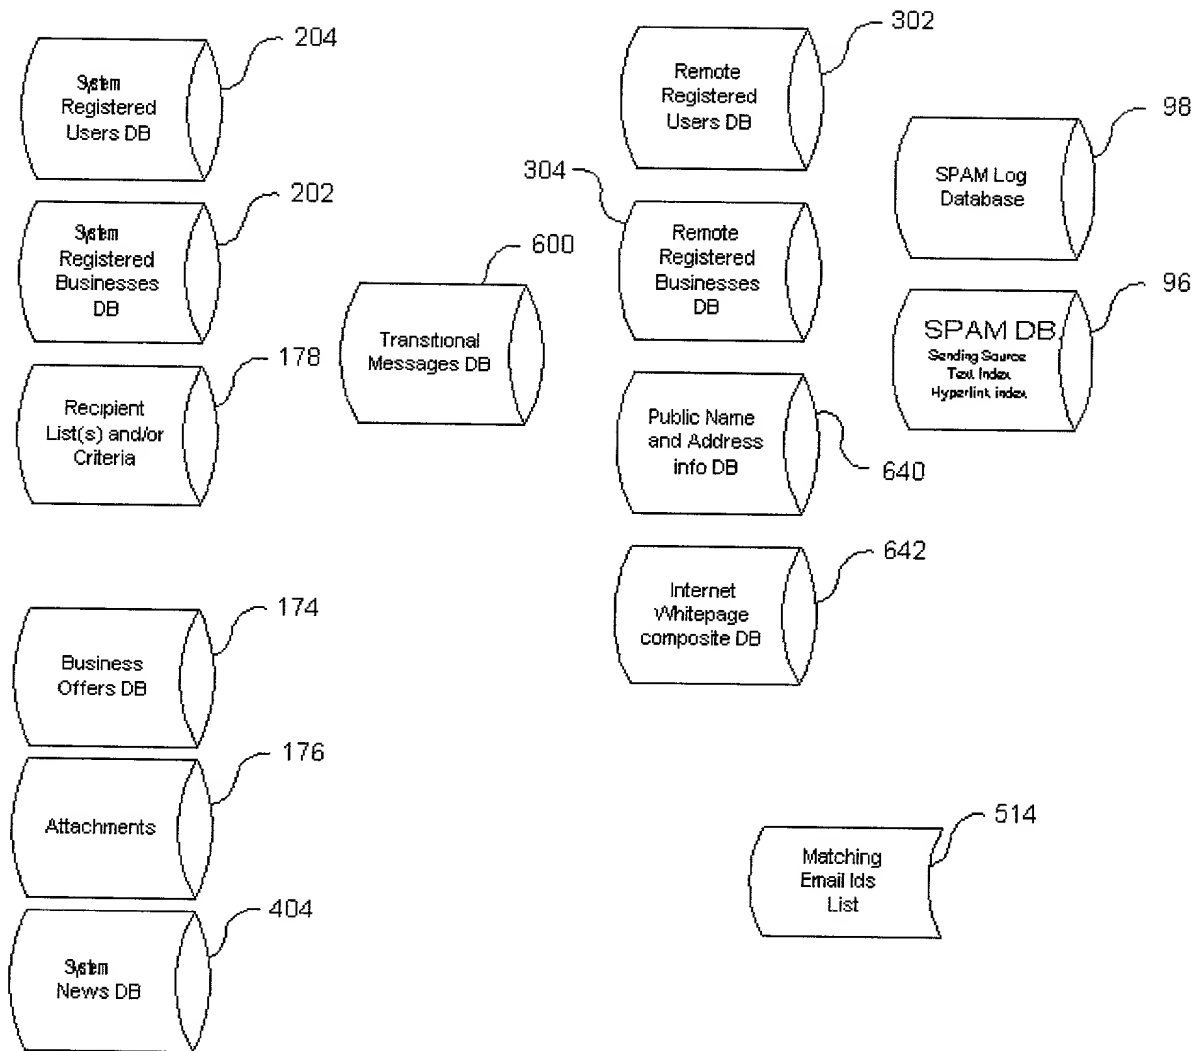 204
System
Registered
Users DB
202
System
Registered
Businesses
DB
178
Recipient
List(s) and/or
Criteria
600
Transitional
Messages DB
302
Remote
Registered
Users DB
304
Remote
Registered
Businesses
DB
98
SPAM Log
Database
96
SPAM DB
Sending Source
Text Index
Hyperlink index
Public Name
and Address
info DB
640
642
Internet
Whitepage
composite DB
174
Business
Offers DB
176
Attachments
404
System
News DB
514
Matching
Email Ids
List